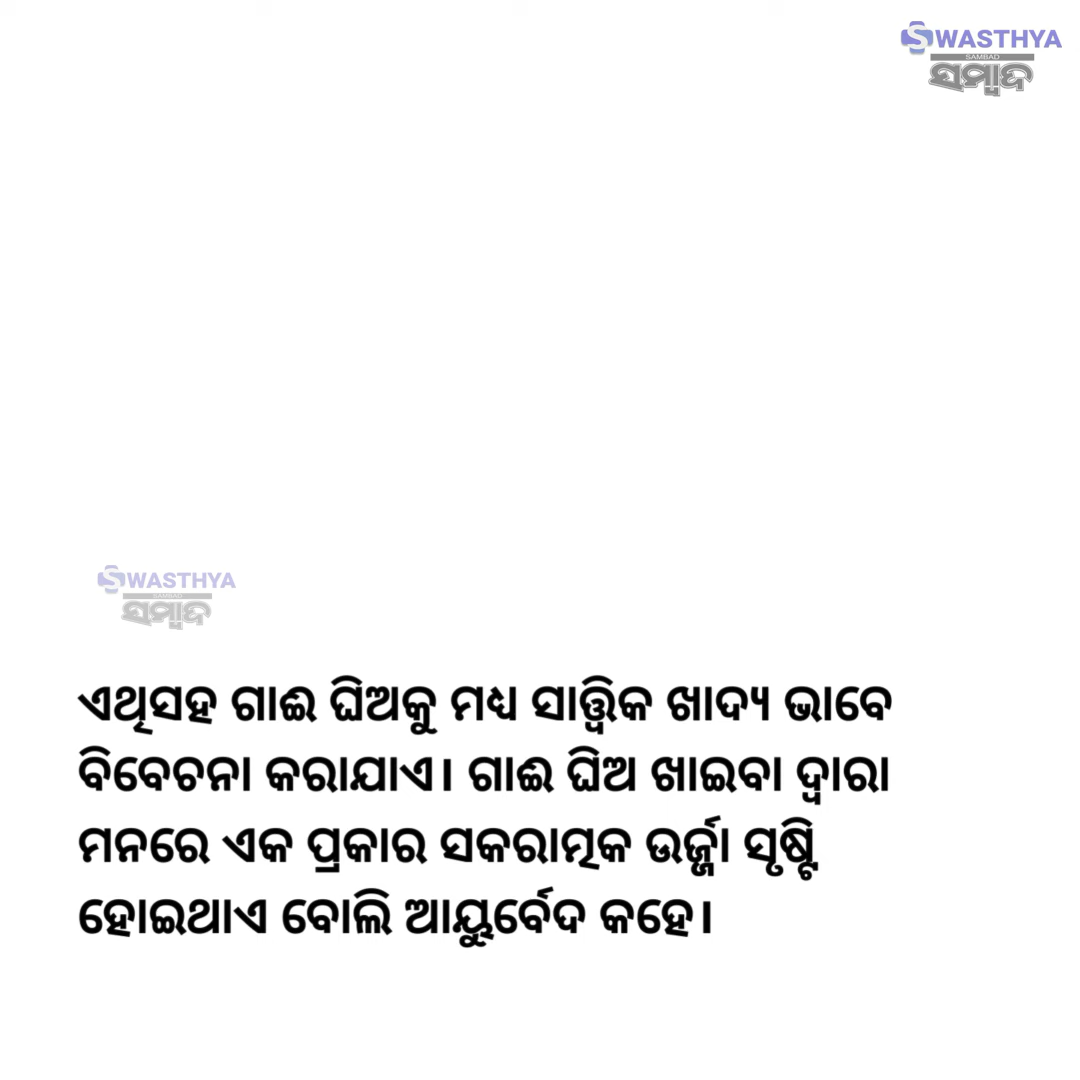 SWASTHYA
SAMBAD
ସମ୍ବାଦ
SWASTHYA
SAMBAD
ସମ୍ବାଦ
ଏଥିସହ ଗାଈ ଘିଅକୁ ମଧ୍ୟ ସାତ୍ତ୍ୱିକ ଖାଦ୍ୟ ଭାବେ
ବିବେଚନା କରାଯାଏ। ଗାଈ ଘିଅ ଖାଇବା ଦ୍ୱାରା
ମନରେ ଏକ ପ୍ରକାର ସକରାତ୍ମକ ଉର୍ଜ୍ଜା ସୃଷ୍ଟି
ହୋଇଥାଏ ବୋଲି ଆୟୁର୍ବେଦ କହେ।